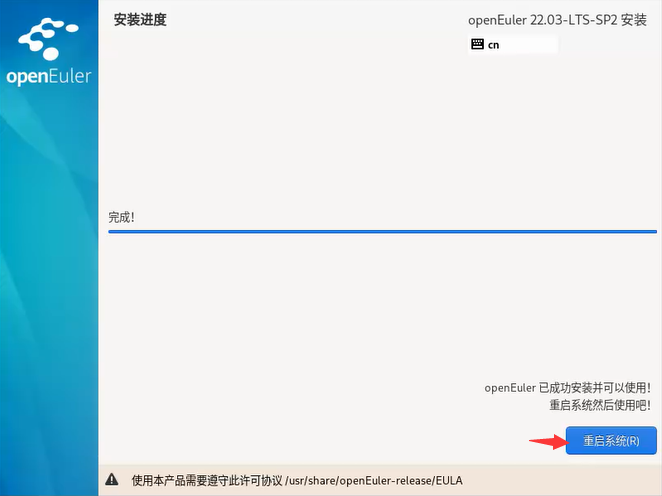 openEuler
安装进度
openEuler 22.03-LTS-SP2 安装
cn
完成！
openEuler 已成功安装并可以使用！
重启系统然后使用吧！
重启系统(R)
使用本产品需要遵守此许可协议 /usr/share/openEuler-release/EULA